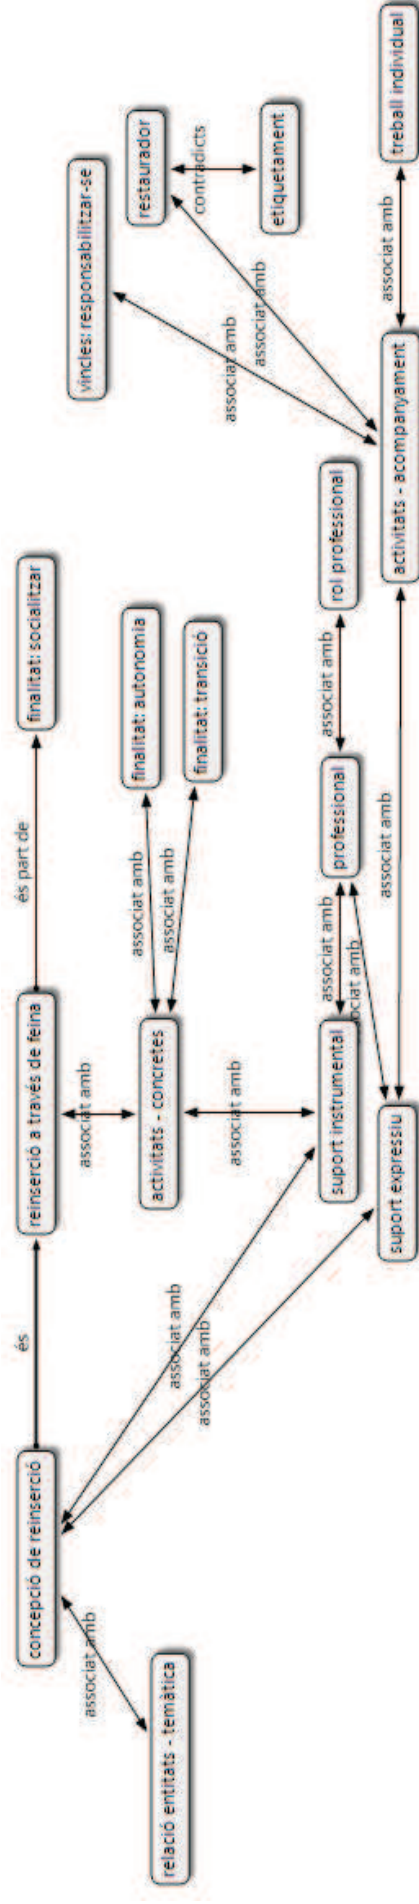 concepció de reinserció
és
reinserció a través de feina
és part de
finalitat: socialitzar
associat amb
relació entitats - temàtica
associat amb
activitats - concretes
associat amb
finalitat: autonomia
associat amb
finalitat: transició
associat amb
associat amb
associat amb
suport instrumental
associat amb
professional
associat amb
rol professional
suport expressiu
associat amb
activitats - acompanyament
associat amb
treball individual
associat amb
vincles: responsabilitzar-se
associat amb
restaurador
contradicts
etiquetament